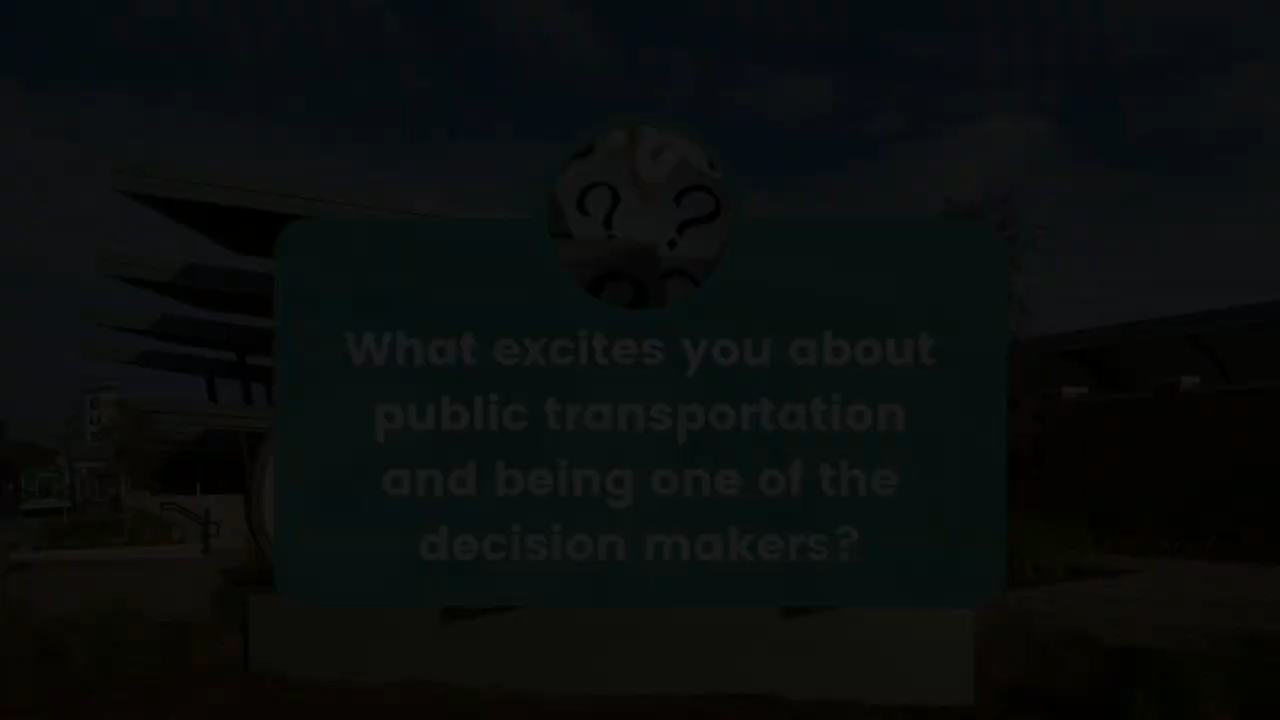 What excites you about
public transportation
and being one of the
decision makers?